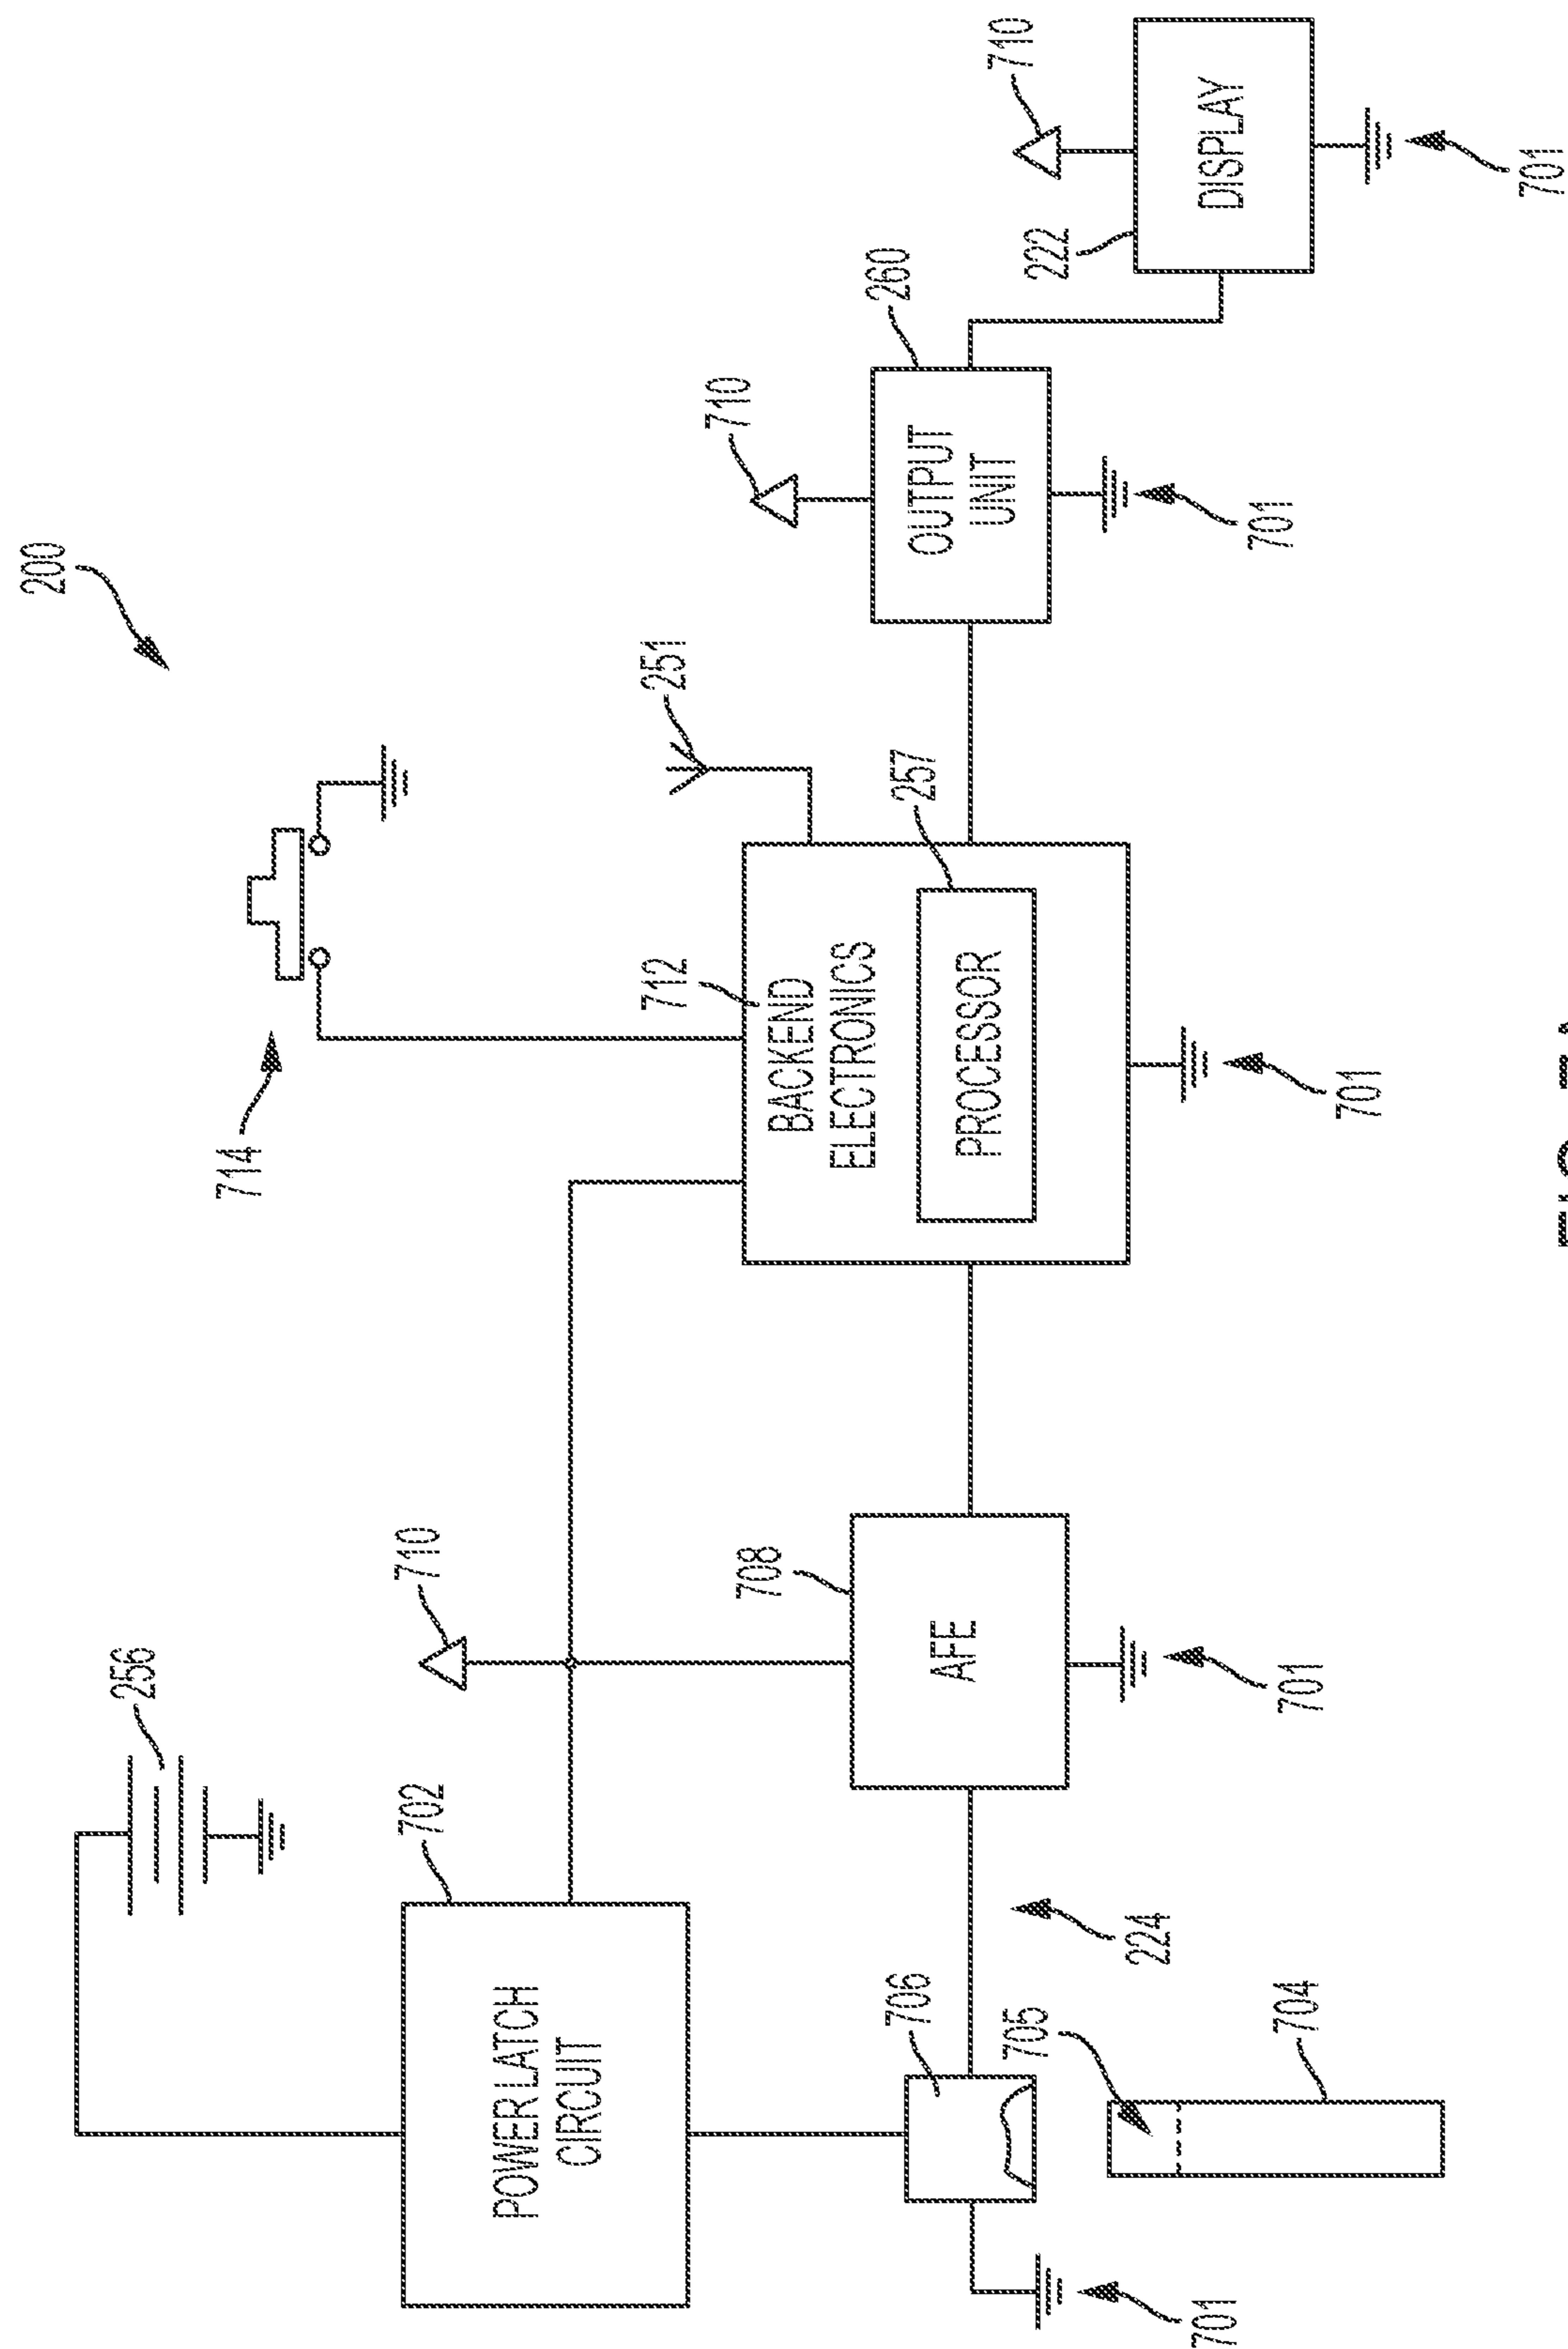 200
256
714
702
710
POWER LATCH
CIRCUIT
712
251
710
708
BACKEND
ELECTRONICS
260
706
257
OUTPUT
UNIT
AFE
PROCESSOR
710
705
222
224
DISPLAY
701
701
704
701
701
701